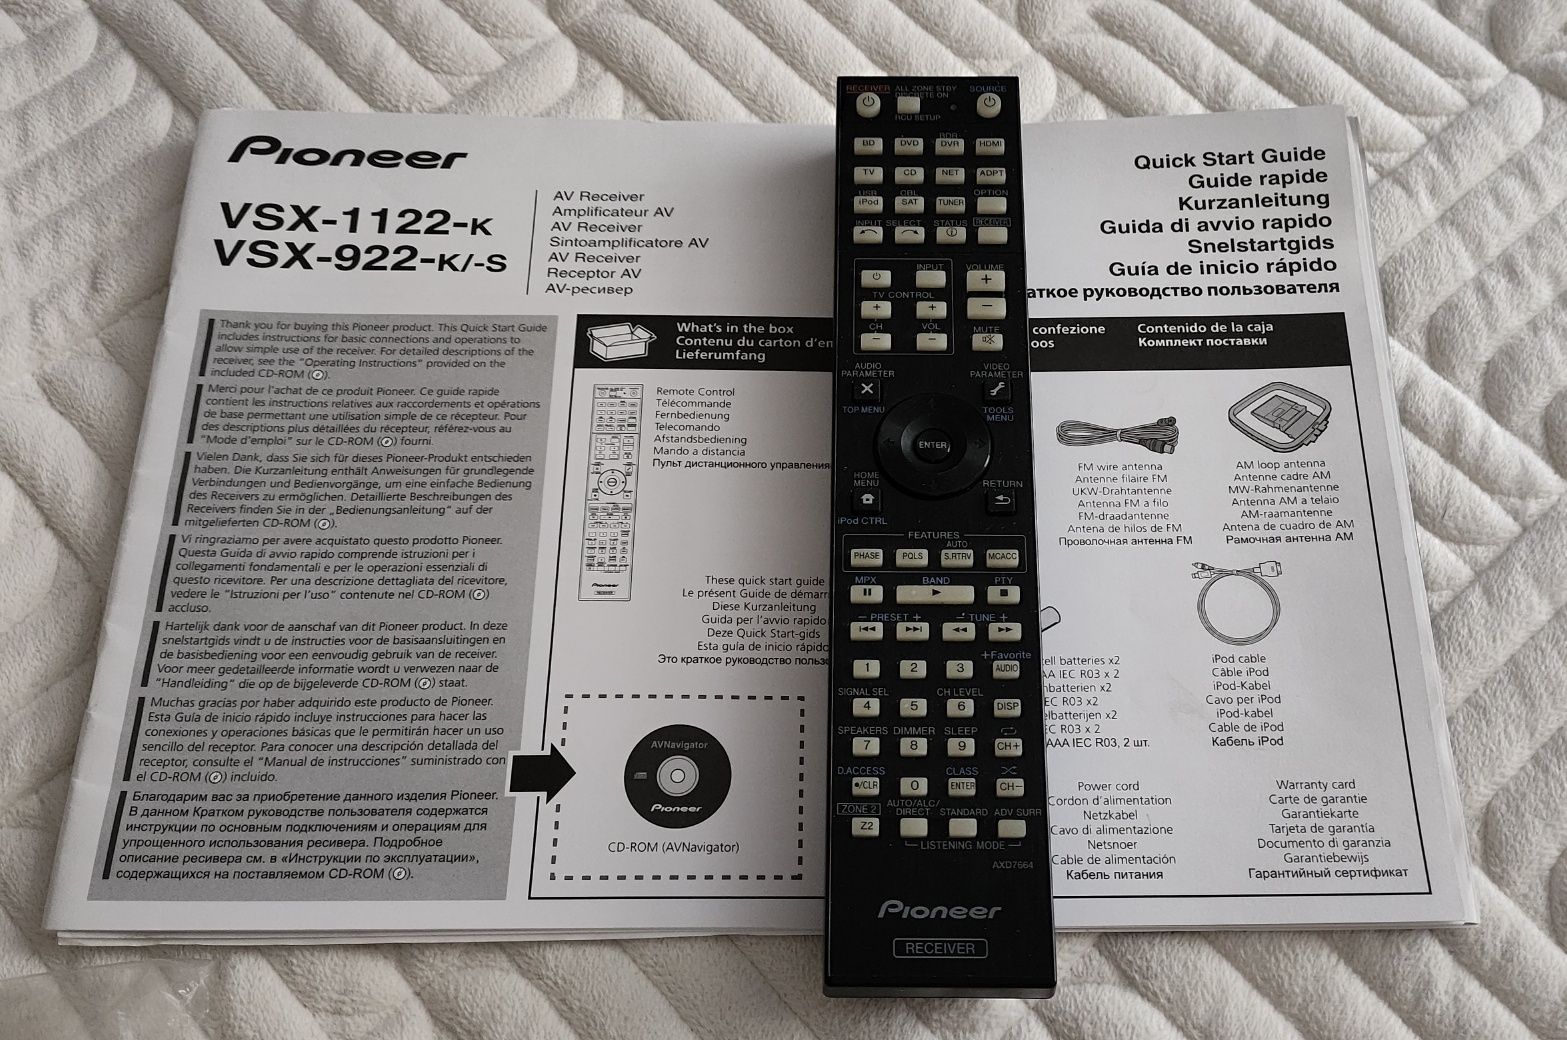 Pioneer
VSX-1122-K
VSX-922-K/-S
AV Receiver
Amplificateur AV
AV Receiver
Sintoamplificatore AV
AV Receiver
Receptor AV
AV-ресивер
Quick Start Guide
Guide rapide
Kurzanleitung
Guida di avvio rapido
Snelstartgids
Guía de inicio rápido
аткое руководство пользователя
Thank you for buying this Pioneer product. This Quick Start Guide
includes instructions for basic connections and operations to
allow simple use of the receiver. For detailed descriptions of the
receiver, see the "Operating Instructions" provided on the
included CD-ROM ( ).
Merci pour l'achat de ce produit Pioneer. Ce guide rapide
contient les instructions relatives aux raccordements et opérations
de base permettant une utilisation simple de ce récepteur. Pour
des descriptions plus détaillées du récepteur, référez-vous au
"Mode d'emploi" sur le CD-ROM ( ) fourni.
Vielen Dank, dass Sie sich für dieses Pioneer-Produkt entschieden
haben. Die Kurzanleitung enthält Anweisungen für grundlegende
Verbindungen und Bedienvorgänge, um eine einfache Bedienung
des Receivers zu ermöglichen. Detaillierte Beschreibungen des
Receivers finden Sie in der „Bedienungsanleitung" auf der
mitgelieferten CD-ROM ( ).
Vi ringraziamo per avere acquistato questo prodotto Pioneer.
Questa Guida di avvio rapido comprende istruzioni per i
collegamenti fondamentali e per le operazioni essenziali di
questo ricevitore. Per una descrizione dettagliata del ricevitore,
vedere le "Istruzioni per l'uso" contenute nel CD-ROM ( )
accluso.
Hartelijk dank voor de aanschaf van dit Pioneer product. In deze
snelstartgids vindt u de instructies voor de basisaansluitingen en
de basisbediening voor een eenvoudig gebruik van de receiver.
Voor meer gedetailleerde informatie wordt u verwezen naar de
"Handleiding" die op de bijgeleverde CD-ROM ( ) staat.
Muchas gracias por haber adquirido este producto de Pioneer.
Esta Guía de inicio rápido incluye instrucciones para hacer las
conexiones y operaciones básicas que le permitirán hacer un uso
sencillo del receptor. Para conocer una descripción detallada del
receptor, consulte el "Manual de instrucciones" suministrado con
el CD-ROM ( ) incluido.
Благодарим вас за приобретение данного изделия Pioneer.
В данном Кратком руководстве пользователя содержатся
инструкции по основным подключениям и операциям для
упрощенного использования ресивера. Подробное
описание ресивера см. в «Инструкции по эксплуатации»,
содержащихся на поставляемом CD-ROM ( ).
What's in the box
Contenu du carton d'em
Lieferumfang
confezione
oos
Contenido de la caja
Комплект поставки
Remote Control
Télécommande
Fernbedienung
Telecomando
Afstandsbediening
Mando a distancia
Пульт дистанционного управления
Pioneer
These quick start guide
Le présent Guide de démarr
Diese Kurzanleitung
Guida per l'avvio rapido
Deze Quick Start-gids
Esta guía de inicio rápido
Это краткое руководство польз
AVNavigator
Pioneer
CD-ROM (AVNavigator)
FM wire antenna
Antenne filaire FM
UKW-Drahtantenne
Antenna FM a filo
FM-draadantenne
Antena de hilos de FM
Проволочная антенна FM
AM loop antenna
Antenne cadre AM
MW-Rahmenantenne
Antenna AM a telaio
AM-raamantenne
Antena de cuadro de AM
Рамочная антенна AM
ell batteries x2
AA IEC R03 x2
nbatterien x2
EC R03 x2
elbatterijen x2
EC R03 x 2
AAA IEC R03, 2 шт.
iPod cable
Câble iPod
iPod-Kabel
Cavo per iPod
iPod-kabel
Cable de iPod
Кабель iPod
Power cord
Cordon d'alimentation
Netzkabel
Cavo di alimentazione
Netsnoer
Cable de alimentación
Кабель питания
Warranty card
Carte de garantie
Garantiekarte
Tarjeta de garantía
Documento di garanzia
Garantiebewijs
Гарантийный сертификат
RECEIVER ALL ZONE STBY SOURCE
DISCRETE ON
RCU SETUP
BDR
BD DVD DVR HDMI
TV CD NET ADPT
USB CBL OPTION
iPod SAT TUNER
INPUT SELECT STATUS RECEIVER
INPUT VOLUME
+
TV CONTROL
+ + −
CH VOL MUTE
− −
AUDIO PARAMETER
VIDEO PARAMETER
TOP MENU
TOOLS MENU
ENTER
HOME MENU
RETURN
iPod CTRL
FEATURES
AUTO
PHASE PQLS S.RTRV MCACC
MPX BAND PTY
− PRESET + − TUNE +
+Favorite
1 2 3 AUDIO
SIGNAL SEL CH LEVEL
4 5 6 DISP
SPEAKERS DIMMER SLEEP
7 8 9 CH+
D.ACCESS CLASS
•/CLR 0 ENTER CH−
ZONE 2 AUTO/ALC/ DIRECT STANDARD ADV SURR
Z2
LISTENING MODE
AXD7664
Pioneer
RECEIVER